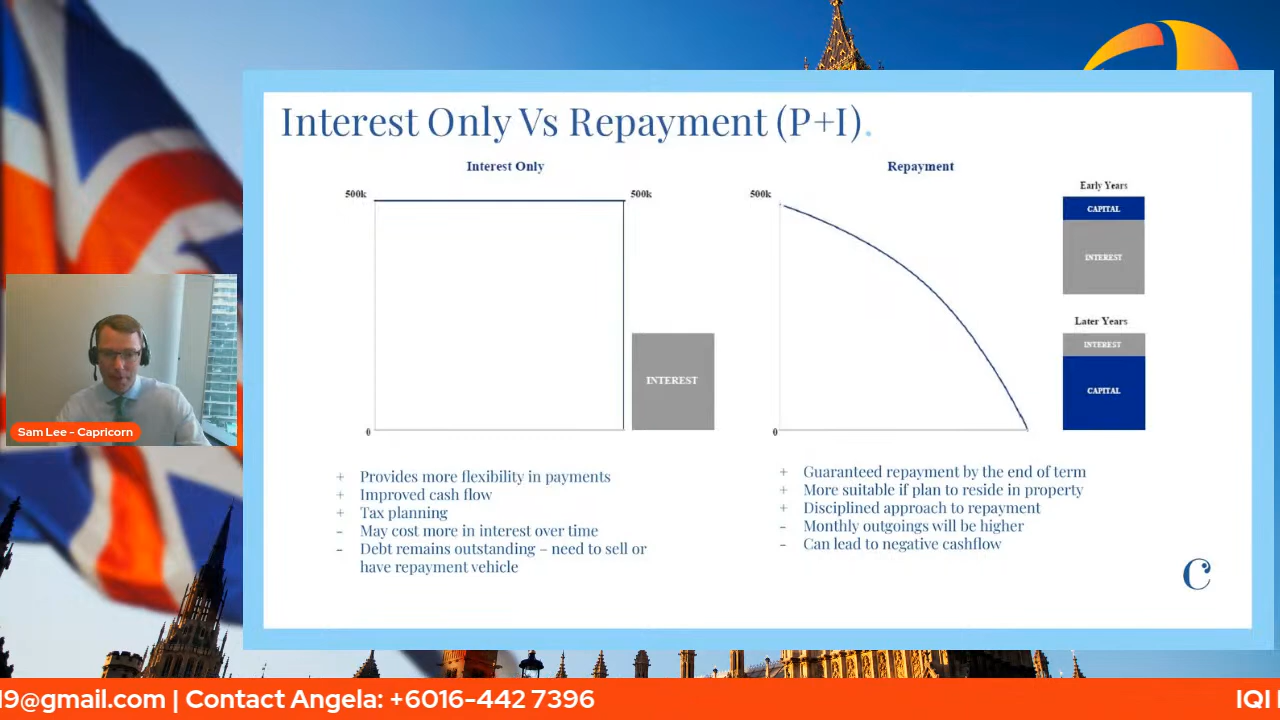 Interest Only Vs Repayment (P+I).
Interest Only
500k
500k
0
INTEREST
+ Provides more flexibility in payments
+ Improved cash flow
+ Tax planning
- May cost more in interest over time
- Debt remains outstanding – need to sell or
have repayment vehicle
Repayment
500k
0
Early Years
CAPITAL
INTEREST
Later Years
INTEREST
CAPITAL
+ Guaranteed repayment by the end of term
+ More suitable if plan to reside in property
+ Disciplined approach to repayment
- Monthly outgoings will be higher
- Can lead to negative cashflow
C
Sam Lee - Capricorn
19@gmail.com | Contact Angela: +6016-442 7396
IQI